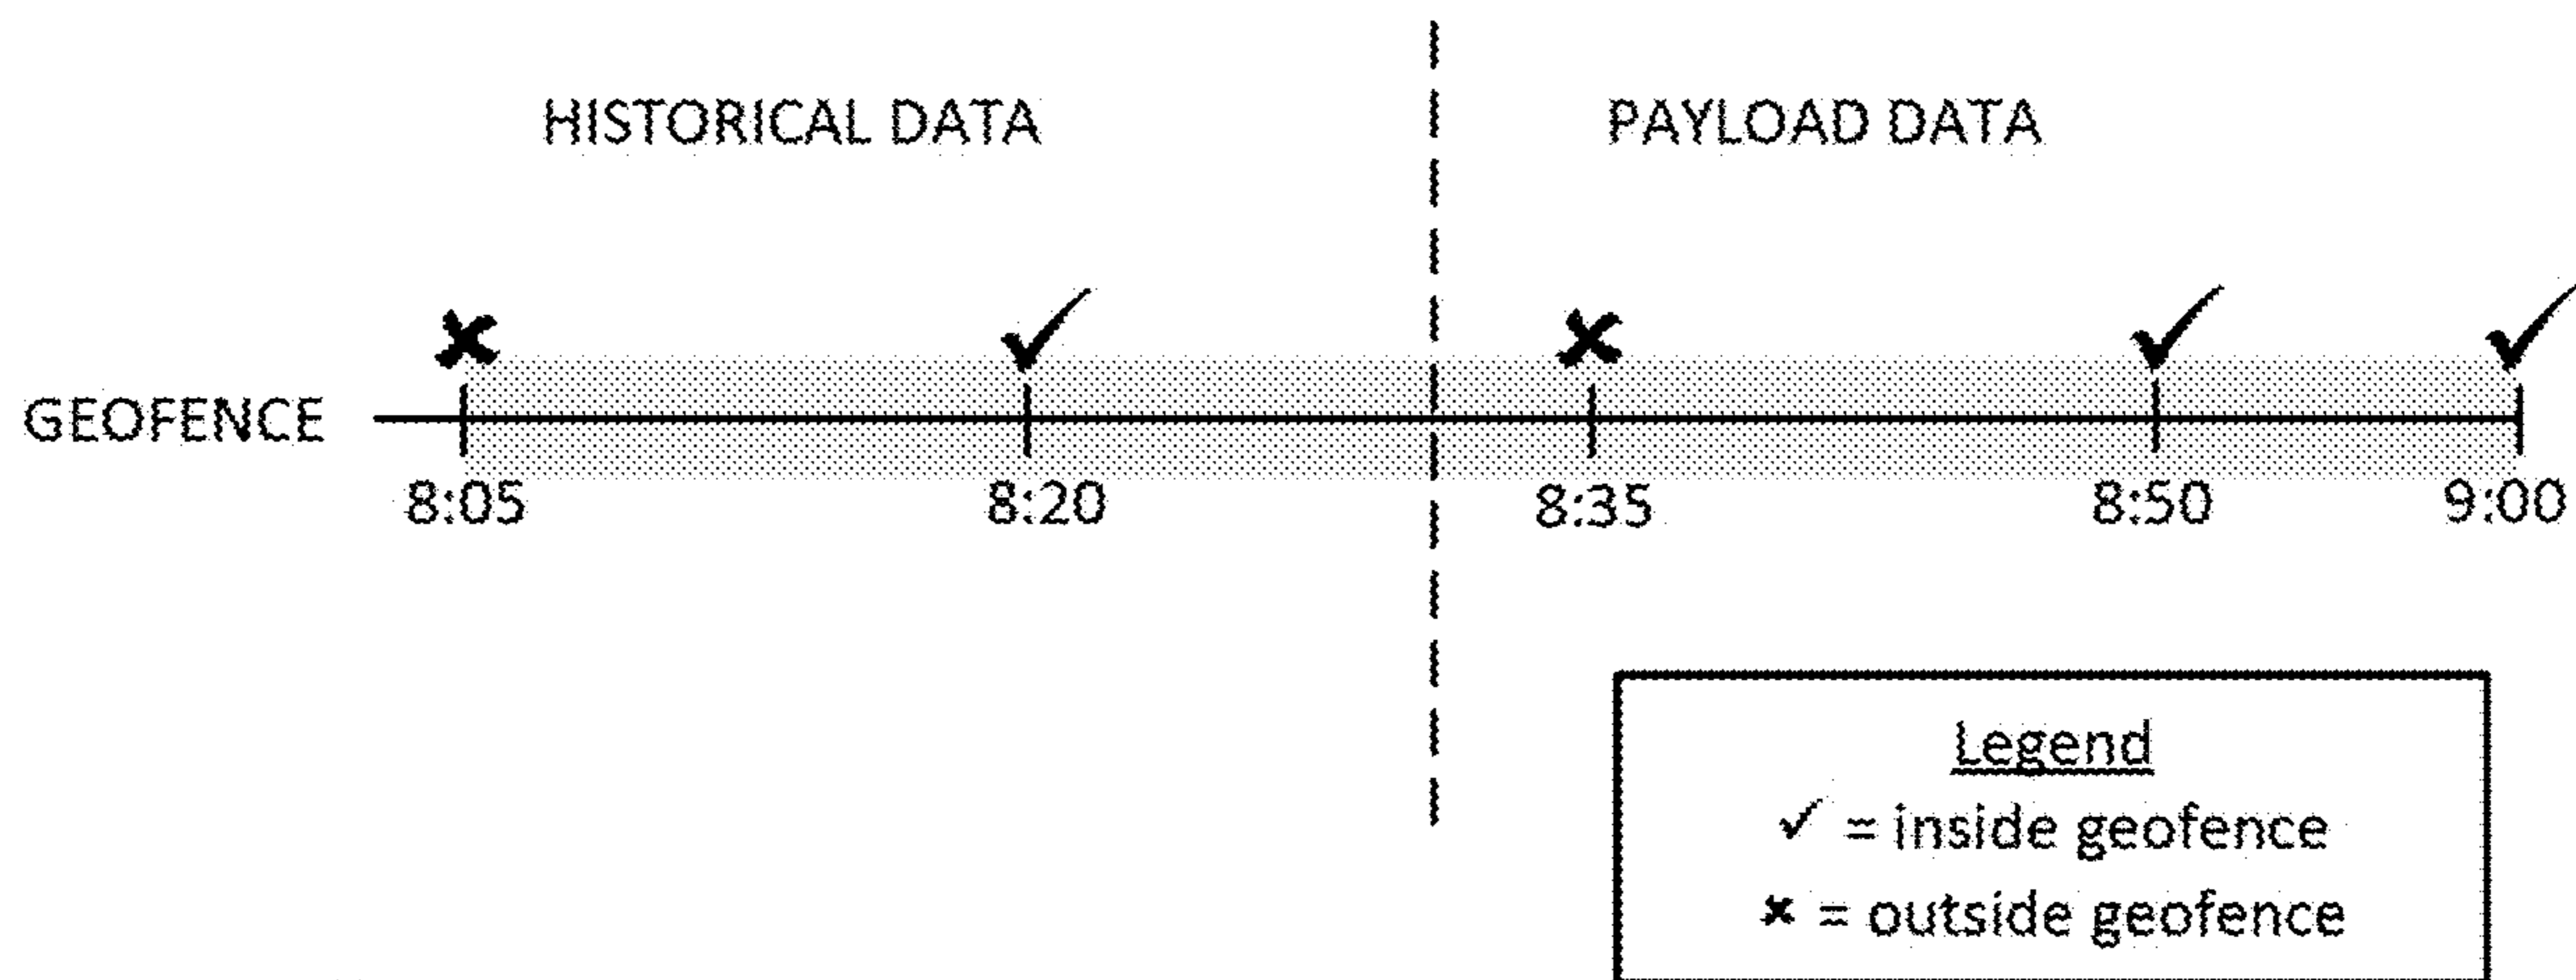 HISTORICAL DATA
PAYLOAD DATA
GEOFENCE
8:05
8:20
8:35
8:50
9:00
Legend
✓ = inside geofence
✖ = outside geofence